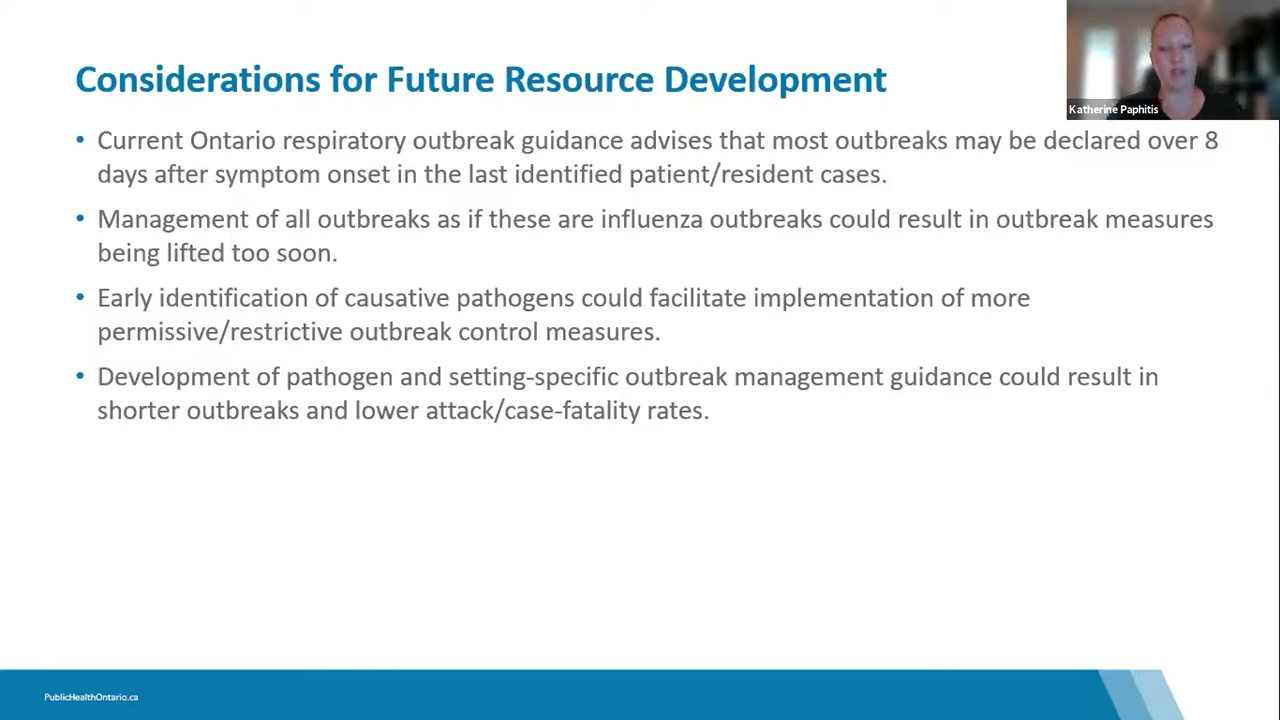 Considerations for Future Resource Development
Katherine Paphitis
• Current Ontario respiratory outbreak guidance advises that most outbreaks may be declared over 8
days after symptom onset in the last identified patient/resident cases.
• Management of all outbreaks as if these are influenza outbreaks could result in outbreak measures
being lifted too soon.
• Early identification of causative pathogens could facilitate implementation of more
permissive/restrictive outbreak control measures.
• Development of pathogen and setting-specific outbreak management guidance could result in
shorter outbreaks and lower attack/case-fatality rates.
PublicHealthOntario.ca